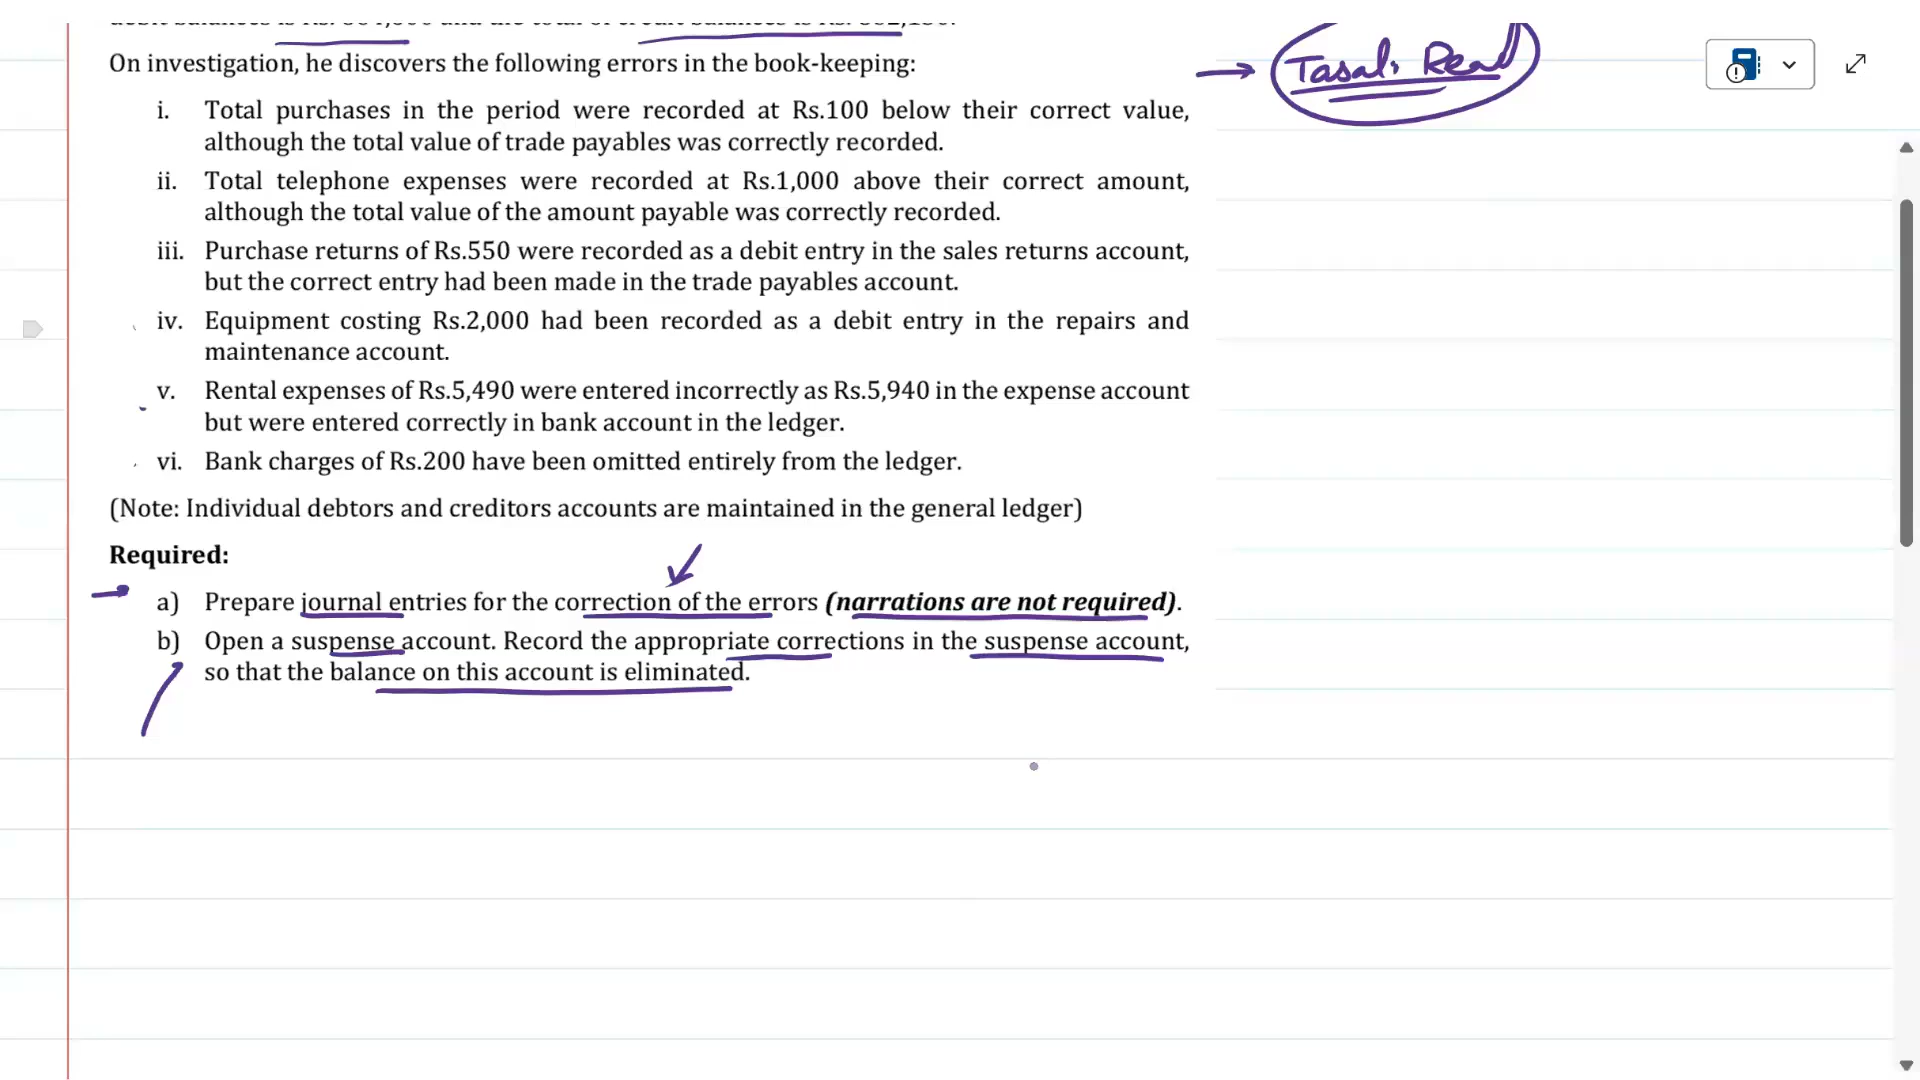 On investigation, he discovers the following errors in the book-keeping:
Tasali Read
i. Total purchases in the period were recorded at Rs.100 below their correct value,
although the total value of trade payables was correctly recorded.
ii. Total telephone expenses were recorded at Rs.1,000 above their correct amount,
although the total value of the amount payable was correctly recorded.
iii. Purchase returns of Rs.550 were recorded as a debit entry in the sales returns account,
but the correct entry had been made in the trade payables account.
iv. Equipment costing Rs.2,000 had been recorded as a debit entry in the repairs and
maintenance account.
v. Rental expenses of Rs.5,490 were entered incorrectly as Rs.5,940 in the expense account
but were entered correctly in bank account in the ledger.
vi. Bank charges of Rs.200 have been omitted entirely from the ledger.
(Note: Individual debtors and creditors accounts are maintained in the general ledger)
Required:
a) Prepare journal entries for the correction of the errors (narrations are not required).
b) Open a suspense account. Record the appropriate corrections in the suspense account,
so that the balance on this account is eliminated.